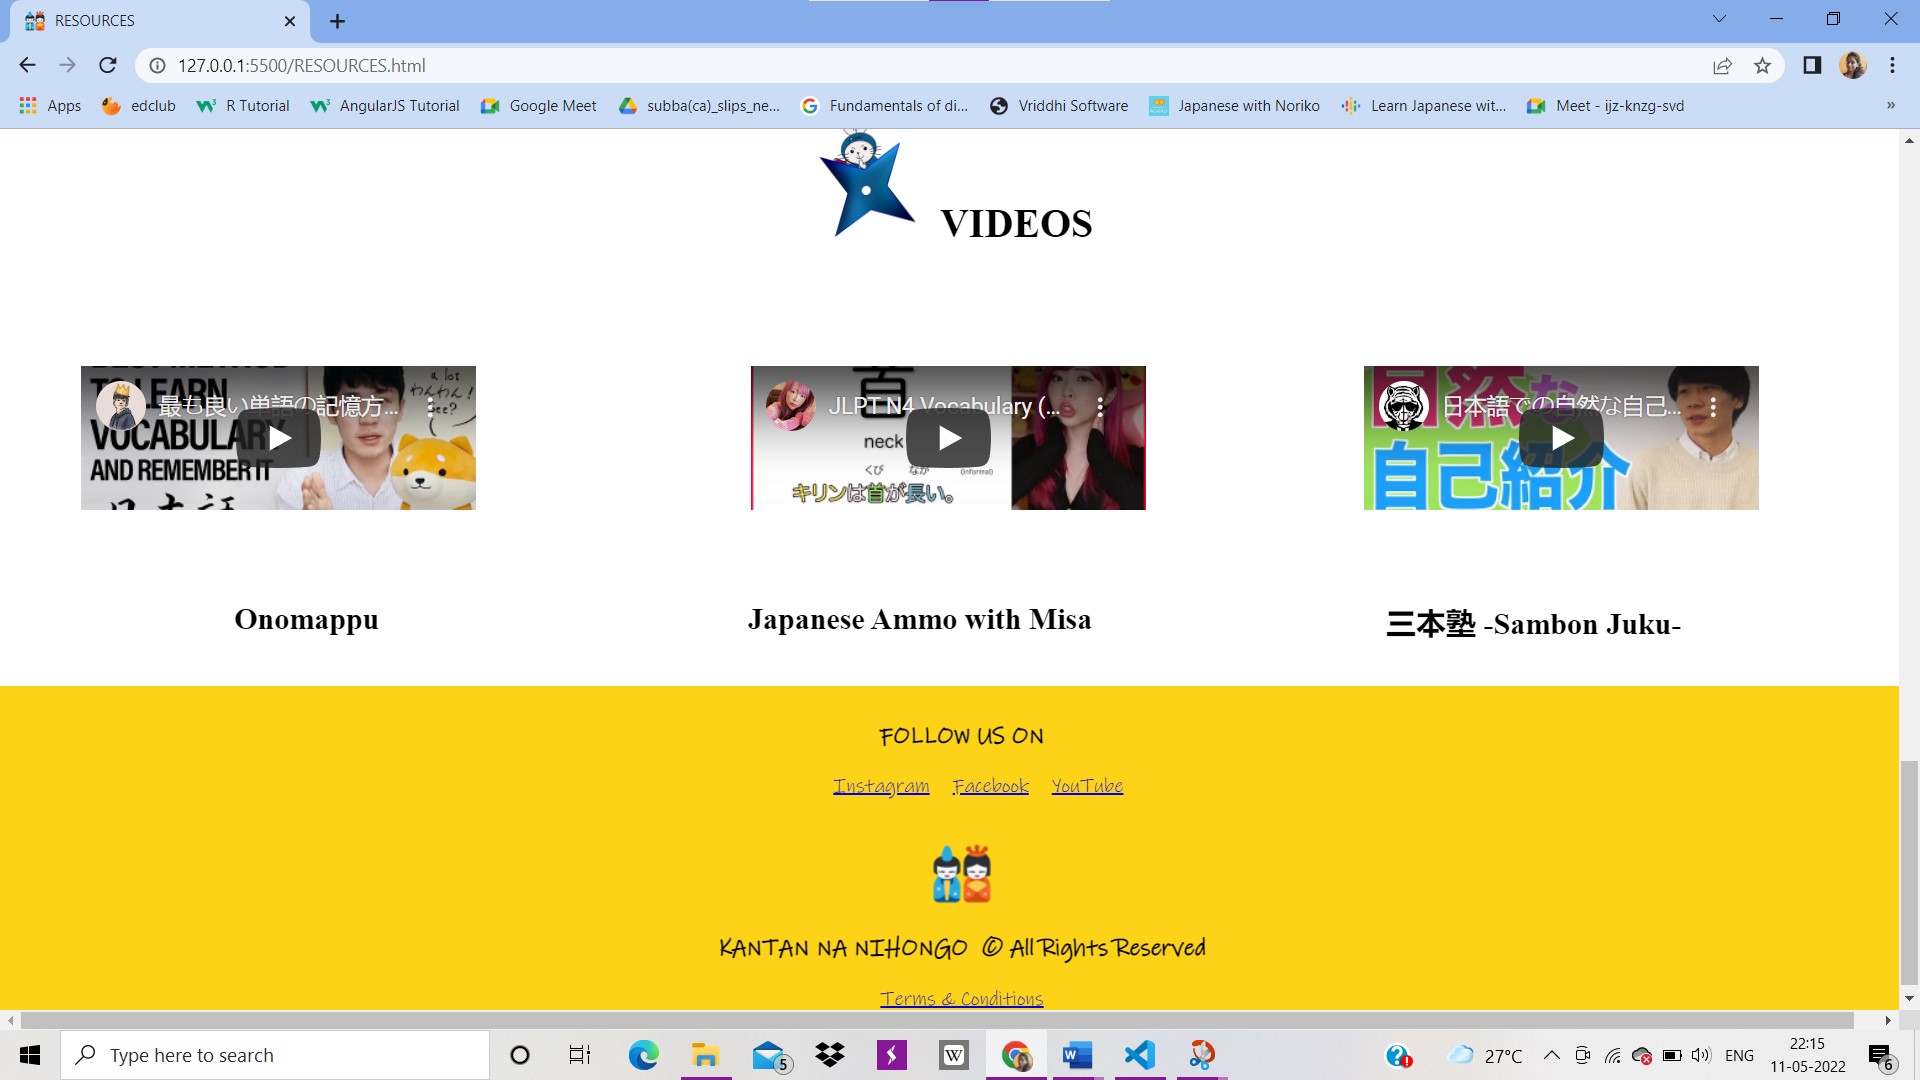 RESOURCES
127.0.0.1:5500/RESOURCES.html
Apps edclub R Tutorial AngularJS Tutorial Google Meet subba(ca)_slips_ne... Fundamentals of di... Vriddhi Software Japanese with Noriko Learn Japanese wit... Meet - ijz-knzg-svd »
VIDEOS
TO LEARN
最も良い単語の記憶方...
VOCABULARY
AND REMEMBER IT
a lot
わんわん!
See?
首
JLPT N4 Vocabulary (...
neck
くび なが (informal)
キリンは首が長い。
自然な
日本語での自然な自己...
自己紹介
Onomappu
Japanese Ammo with Misa
三本塾 -Sambon Juku-
FOLLOW US ON
Instagram Facebook YouTube
KANTAN NA NIHONGO © All Rights Reserved
Terms & Conditions
Type here to search
5
27°C
ENG
22:15
11-05-2022
6